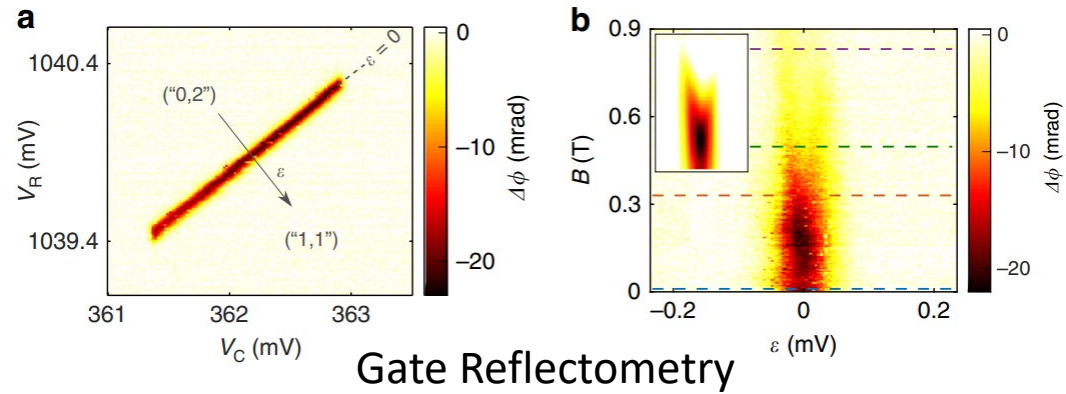 a
1040.4
1039.4
V_R (mV)
("0,2")
ε = 0
ε
("1,1")
361
362
363
V_C (mV)
0
−10
−20
Δϕ (mrad)
b
0.9
0.6
0.3
0
B (T)
−0.2
0
0.2
ε (mV)
0
−10
−20
Δϕ (mrad)
Gate Reflectometry